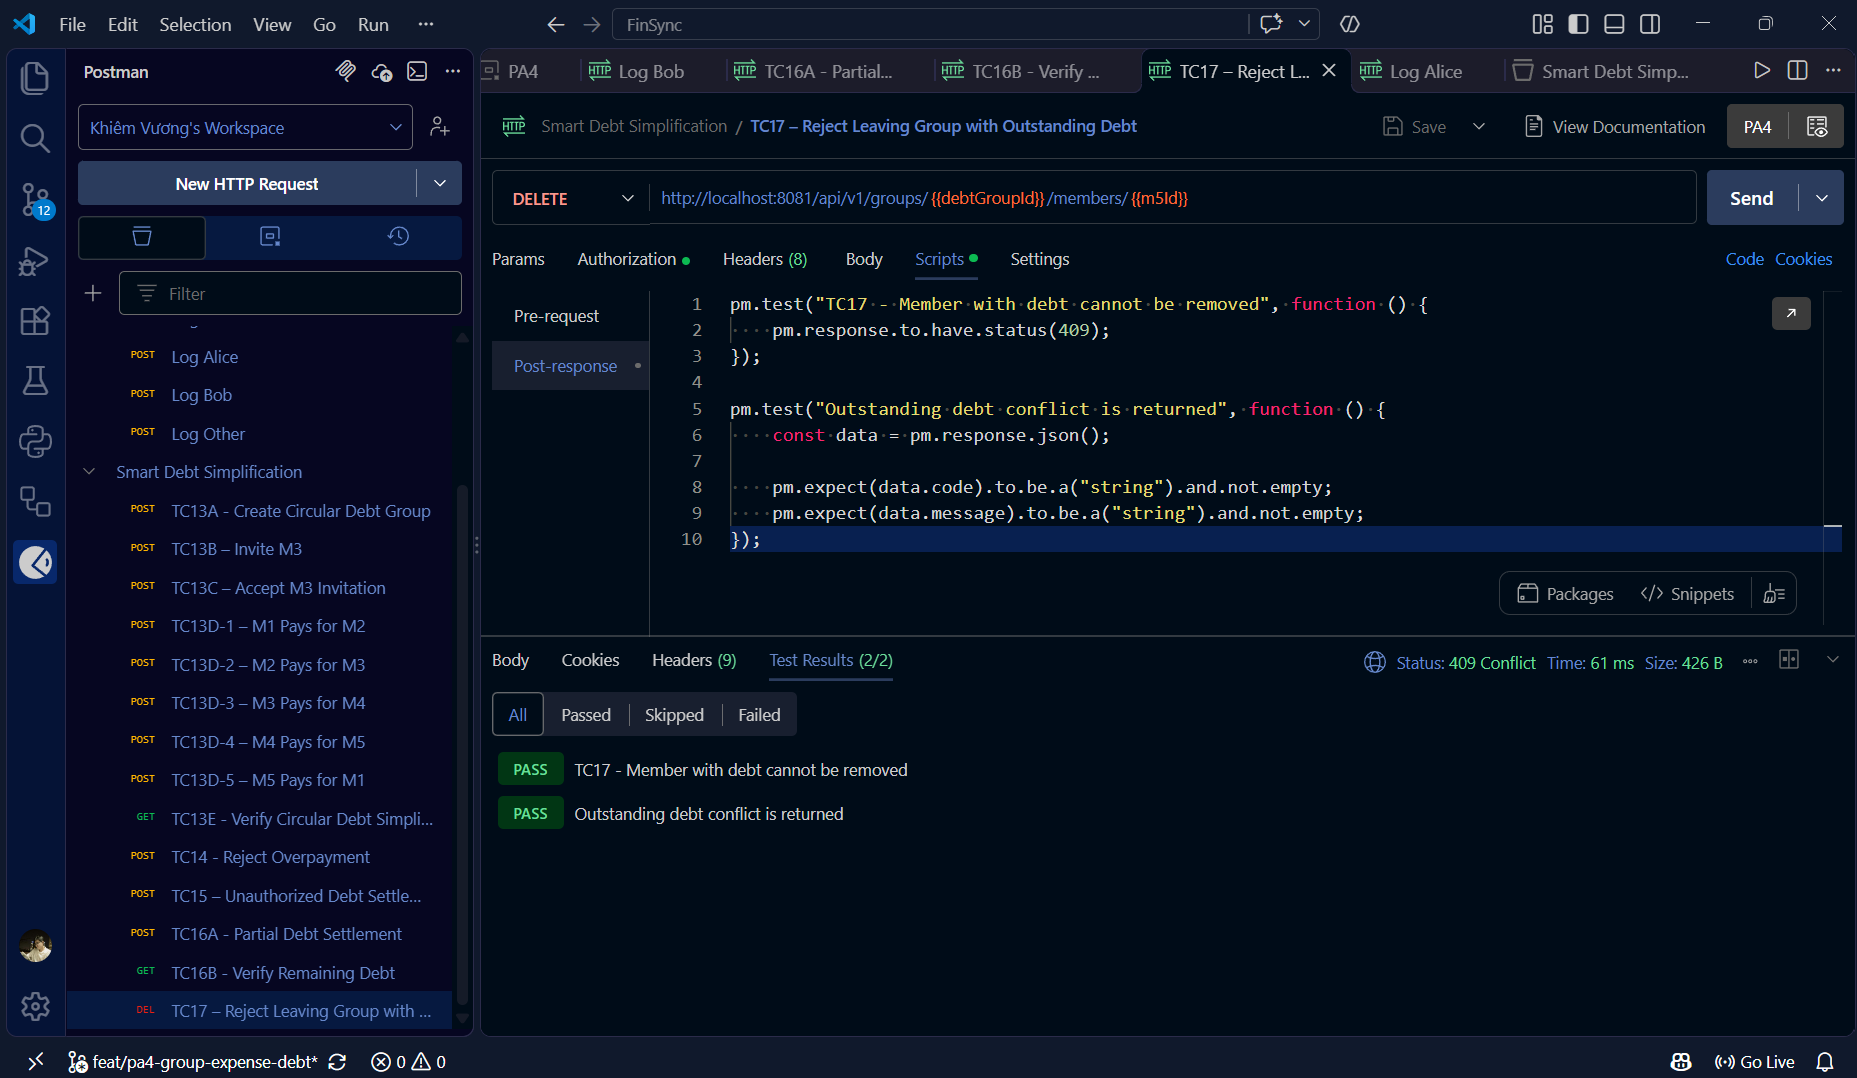 File Edit Selection View Go Run ···
FinSync
Postman
Khiêm Vương's Workspace
New HTTP Request
Filter
POST Log Alice
POST Log Bob
POST Log Other
Smart Debt Simplification
POST TC13A - Create Circular Debt Group
POST TC13B – Invite M3
POST TC13C – Accept M3 Invitation
POST TC13D-1 – M1 Pays for M2
POST TC13D-2 – M2 Pays for M3
POST TC13D-3 – M3 Pays for M4
POST TC13D-4 – M4 Pays for M5
POST TC13D-5 – M5 Pays for M1
GET TC13E - Verify Circular Debt Simpli...
POST TC14 - Reject Overpayment
POST TC15 – Unauthorized Debt Settle...
POST TC16A - Partial Debt Settlement
GET TC16B - Verify Remaining Debt
DEL TC17 – Reject Leaving Group with ...
12
PA4
HTTP Log Bob
HTTP TC16A - Partial...
HTTP TC16B - Verify ...
HTTP TC17 – Reject L...
HTTP Log Alice
Smart Debt Simp...
HTTP Smart Debt Simplification / TC17 – Reject Leaving Group with Outstanding Debt
Save
View Documentation
PA4
DELETE http://localhost:8081/api/v1/groups/{{debtGroupId}}/members/{{m5Id}}
Send
Params Authorization Headers (8) Body Scripts Settings
Code Cookies
Pre-request
Post-response
1 pm.test("TC17 - Member with debt cannot be removed", function () {
2 pm.response.to.have.status(409);
3 });
4
5 pm.test("Outstanding debt conflict is returned", function () {
6 const data = pm.response.json();
7
8 pm.expect(data.code).to.be.a("string").and.not.empty;
9 pm.expect(data.message).to.be.a("string").and.not.empty;
10 });
Packages </> Snippets
Body Cookies Headers (9) Test Results (2/2)
Status: 409 Conflict Time: 61 ms Size: 426 B
All Passed Skipped Failed
PASS TC17 - Member with debt cannot be removed
PASS Outstanding debt conflict is returned
feat/pa4-group-expense-debt* 0 0
Go Live